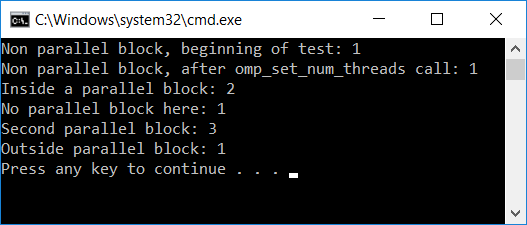 C:\Windows\system32\cmd.exe
Non parallel block, beginning of test: 1
Non parallel block, after omp_set_num_threads call: 1
Inside a parallel block: 2
No parallel block here: 1
Second parallel block: 3
Outside parallel block: 1
Press any key to continue . . .